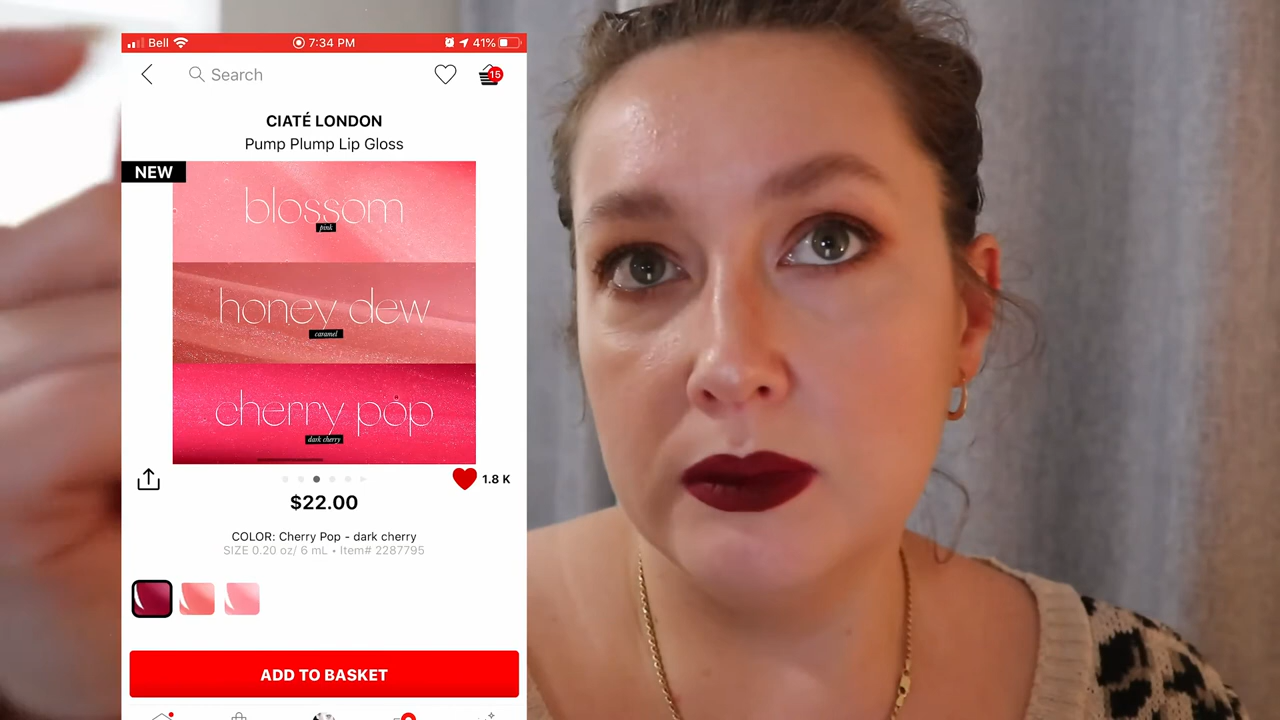 Bell 7:34 PM 41%
Search 15
CIATÉ LONDON
Pump Plump Lip Gloss
NEW
blossom
pink
honey dew
caramel
cherry pop
dark cherry
1.8 K
$22.00
COLOR: Cherry Pop - dark cherry
SIZE 0.20 oz/ 6 mL • Item# 2287795
ADD TO BASKET